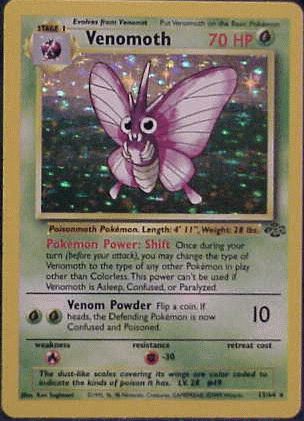 Evolves from Venonat Put Venomoth on the Basic Pokémon
STAGE 1
Venomoth 70 HP
Poisonmoth Pokémon. Length: 4' 11", Weight: 28 lbs.
Pokémon Power: Shift Once during your
turn (before your attack), you may change the type of
Venomoth to the type of any other Pokémon in play
other than Colorless. This power can't be used if
Venomoth is Asleep, Confused, or Paralyzed.
Venom Powder Flip a coin. If
heads, the Defending Pokémon is now
Confused and Poisoned.
10
weakness resistance retreat cost
-30
The dust-like scales covering its wings are color coded to
indicate the kinds of poison it has. LV. 28 #49
Illus. Ken Sugimori 13/64 ★